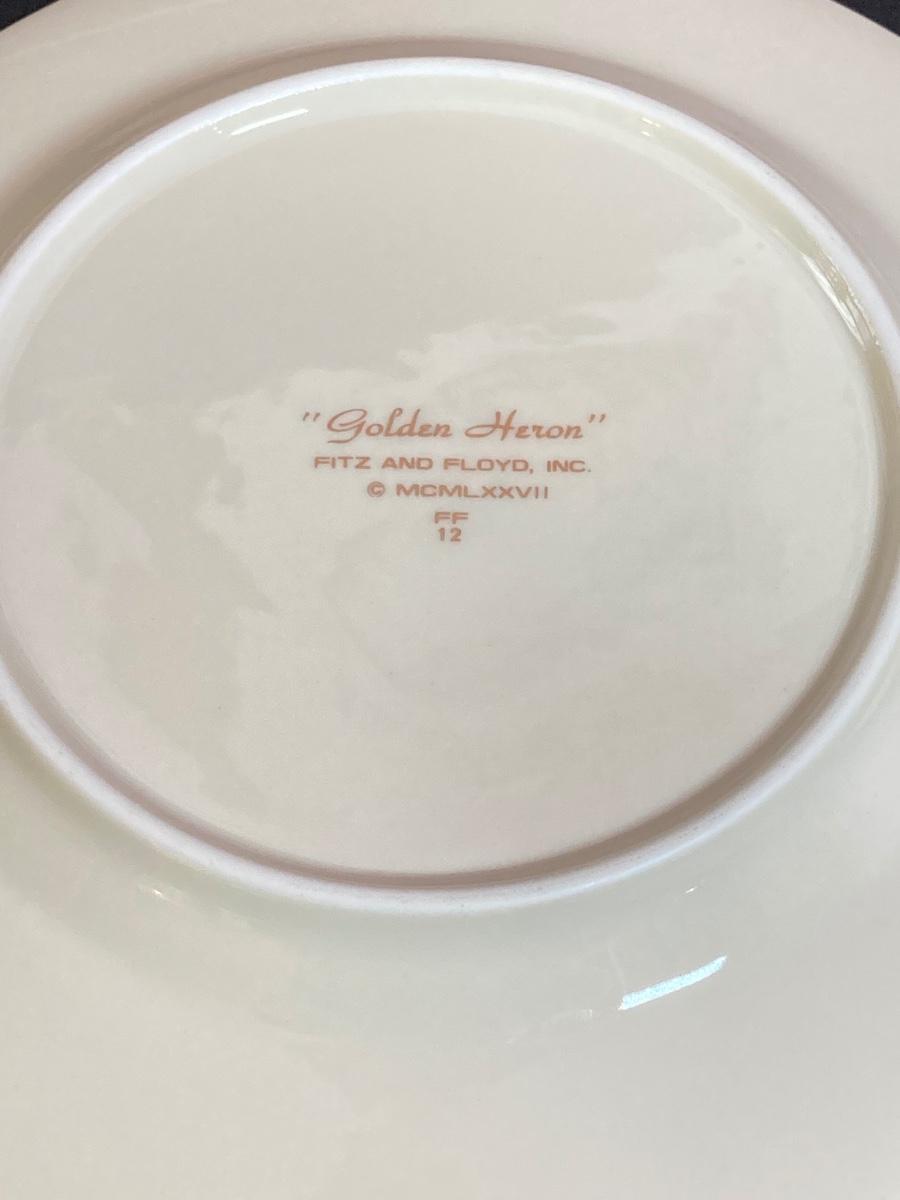 "Golden Heron"
FITZ AND FLOYD, INC.
© MCMLXXVII
FF
12